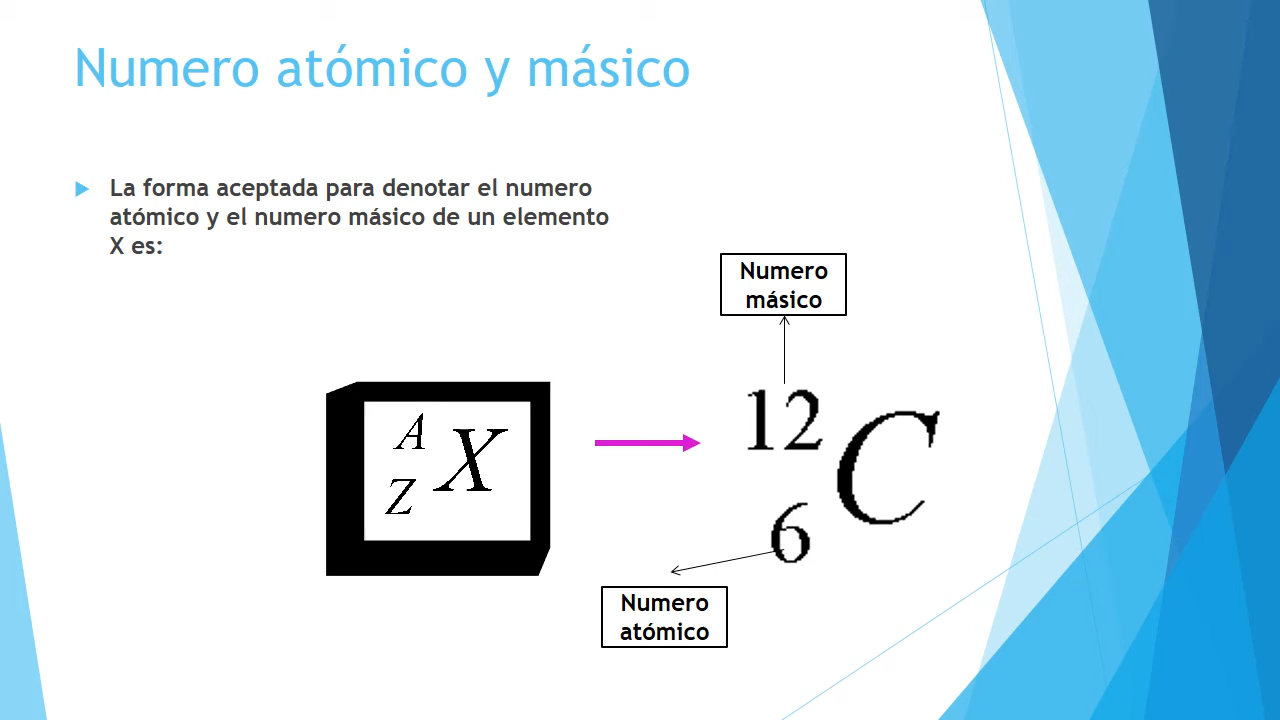 Numero atómico y másico
La forma aceptada para denotar el numero
atómico y el numero másico de un elemento
X es:
Numero
másico
A
X
Z
12
C
6
Numero
atómico